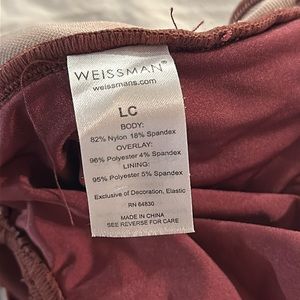 WEISSMAN®
weissmans.com
LC
BODY:
82% Nylon 18% Spandex
OVERLAY:
96% Polyester 4% Spandex
LINING:
95% Polyester 5% Spandex
Exclusive of Decoration, Elastic
RN 64830
MADE IN CHINA
SEE REVERSE FOR CARE